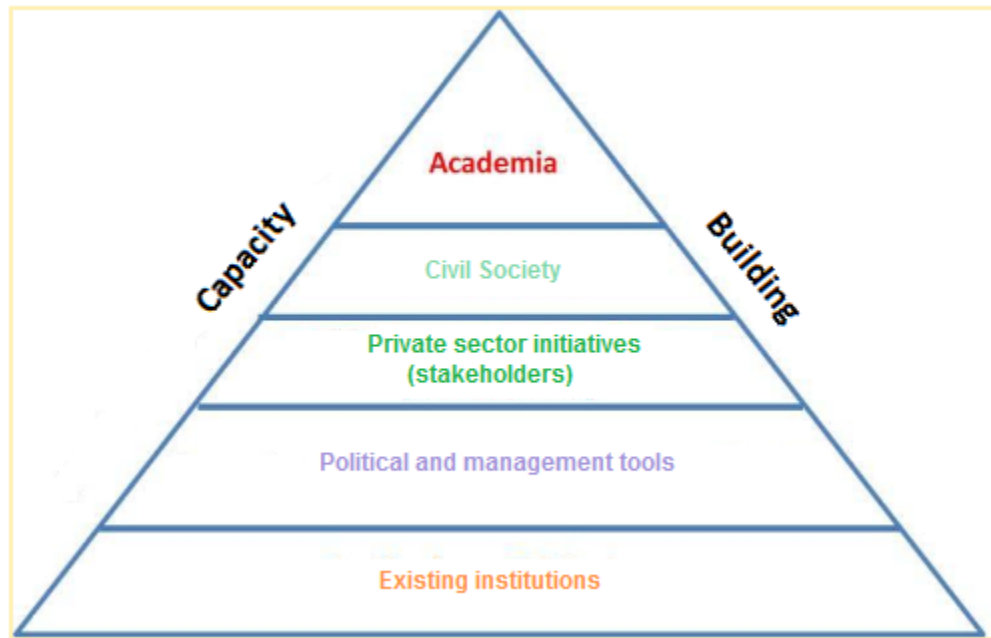 Academia
Capacity
Building
Civil Society
Private sector initiatives
(stakeholders)
Political and management tools
Existing institutions